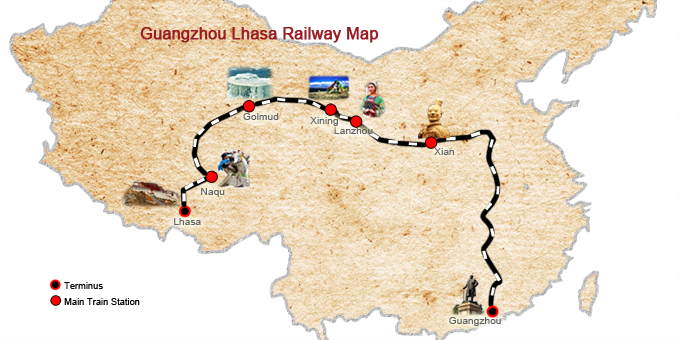 Guangzhou Lhasa Railway Map
Golmud
Xining
Lanzhou
Xian
Naqu
Lhasa
Terminus
Main Train Station
Guangzhou